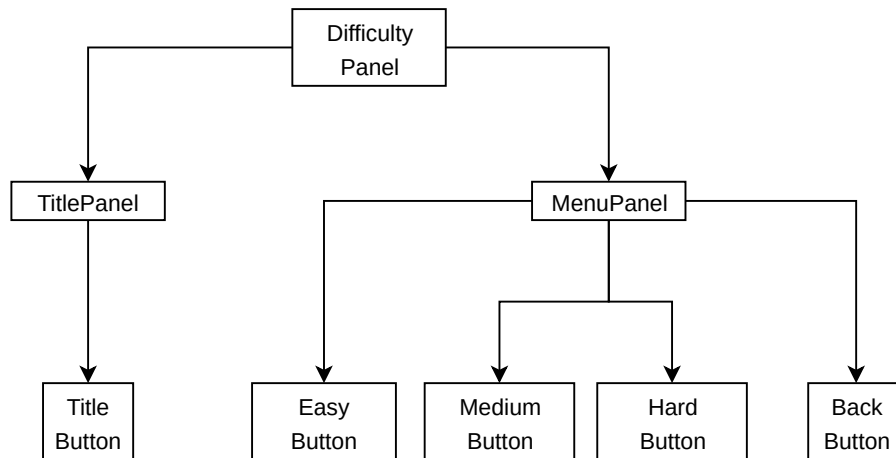 Difficulty
Panel
TitlePanel
MenuPanel
Title
Button
Easy
Button
Medium
Button
Hard
Button
Back
Button